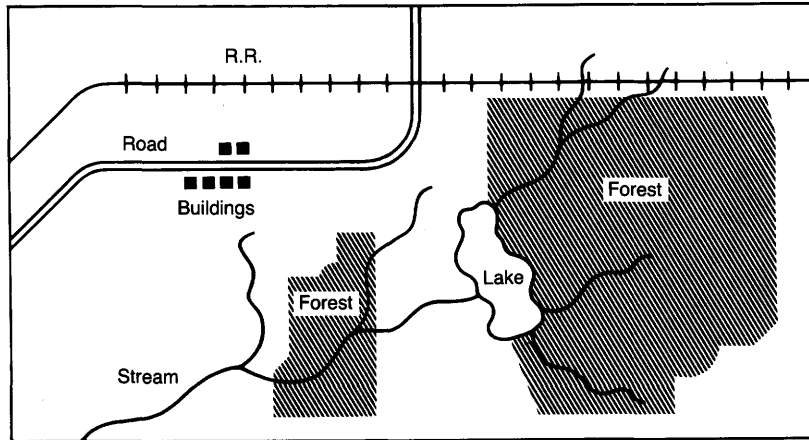 R.R.
Road
Forest
Buildings
Lake
Forest
Stream